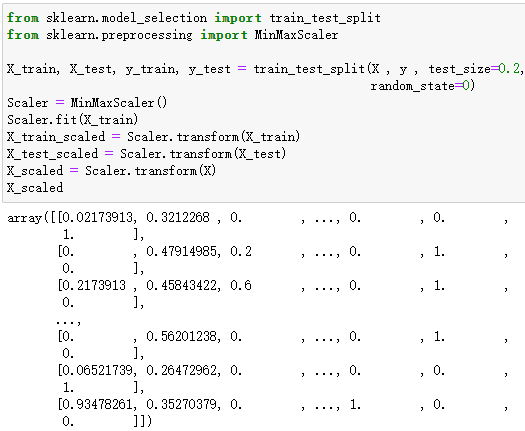 from sklearn.model_selection import train_test_split
from sklearn.preprocessing import MinMaxScaler
X_train, X_test, y_train, y_test = train_test_split(X , y , test_size=0.2,
random_state=0)
Scaler = MinMaxScaler()
Scaler.fit(X_train)
X_train_scaled = Scaler.transform(X_train)
X_test_scaled = Scaler.transform(X_test)
X_scaled = Scaler.transform(X)
X_scaled
array([[0.02173913, 0.3212268 , 0.        , ..., 0.        , 0.        ,
        1.        ],
       [0.        , 0.47914985, 0.2       , ..., 0.        , 1.        ,
        0.        ],
       [0.2173913 , 0.45843422, 0.6       , ..., 0.        , 1.        ,
        0.        ],
       ...,
       [0.        , 0.56201238, 0.        , ..., 0.        , 1.        ,
        0.        ],
       [0.06521739, 0.26472962, 0.        , ..., 0.        , 0.        ,
        1.        ],
       [0.93478261, 0.35270379, 0.        , ..., 1.        , 0.        ,
        0.        ]])